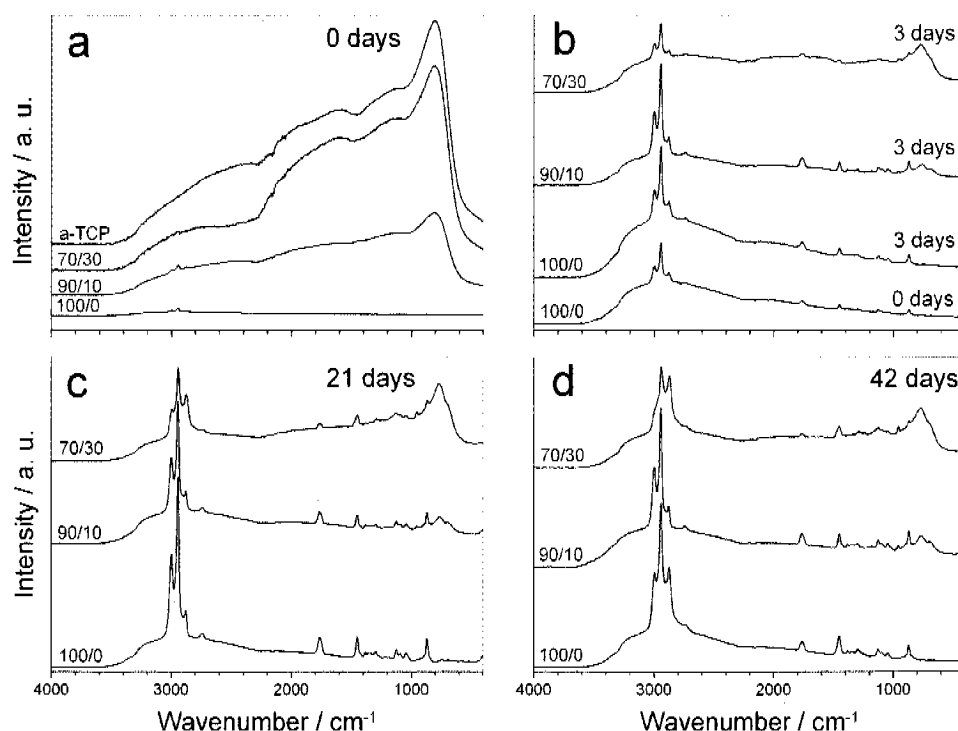 a
0 days
a-TCP
70/30
90/10
100/0
b
3 days
70/30
3 days
90/10
3 days
100/0
0 days
100/0
c
21 days
70/30
90/10
100/0
d
42 days
70/30
90/10
100/0
Intensity / a. u.
Intensity / a. u.
4000 3000 2000 1000
4000 3000 2000 1000
Wavenumber / cm⁻¹
Wavenumber / cm⁻¹